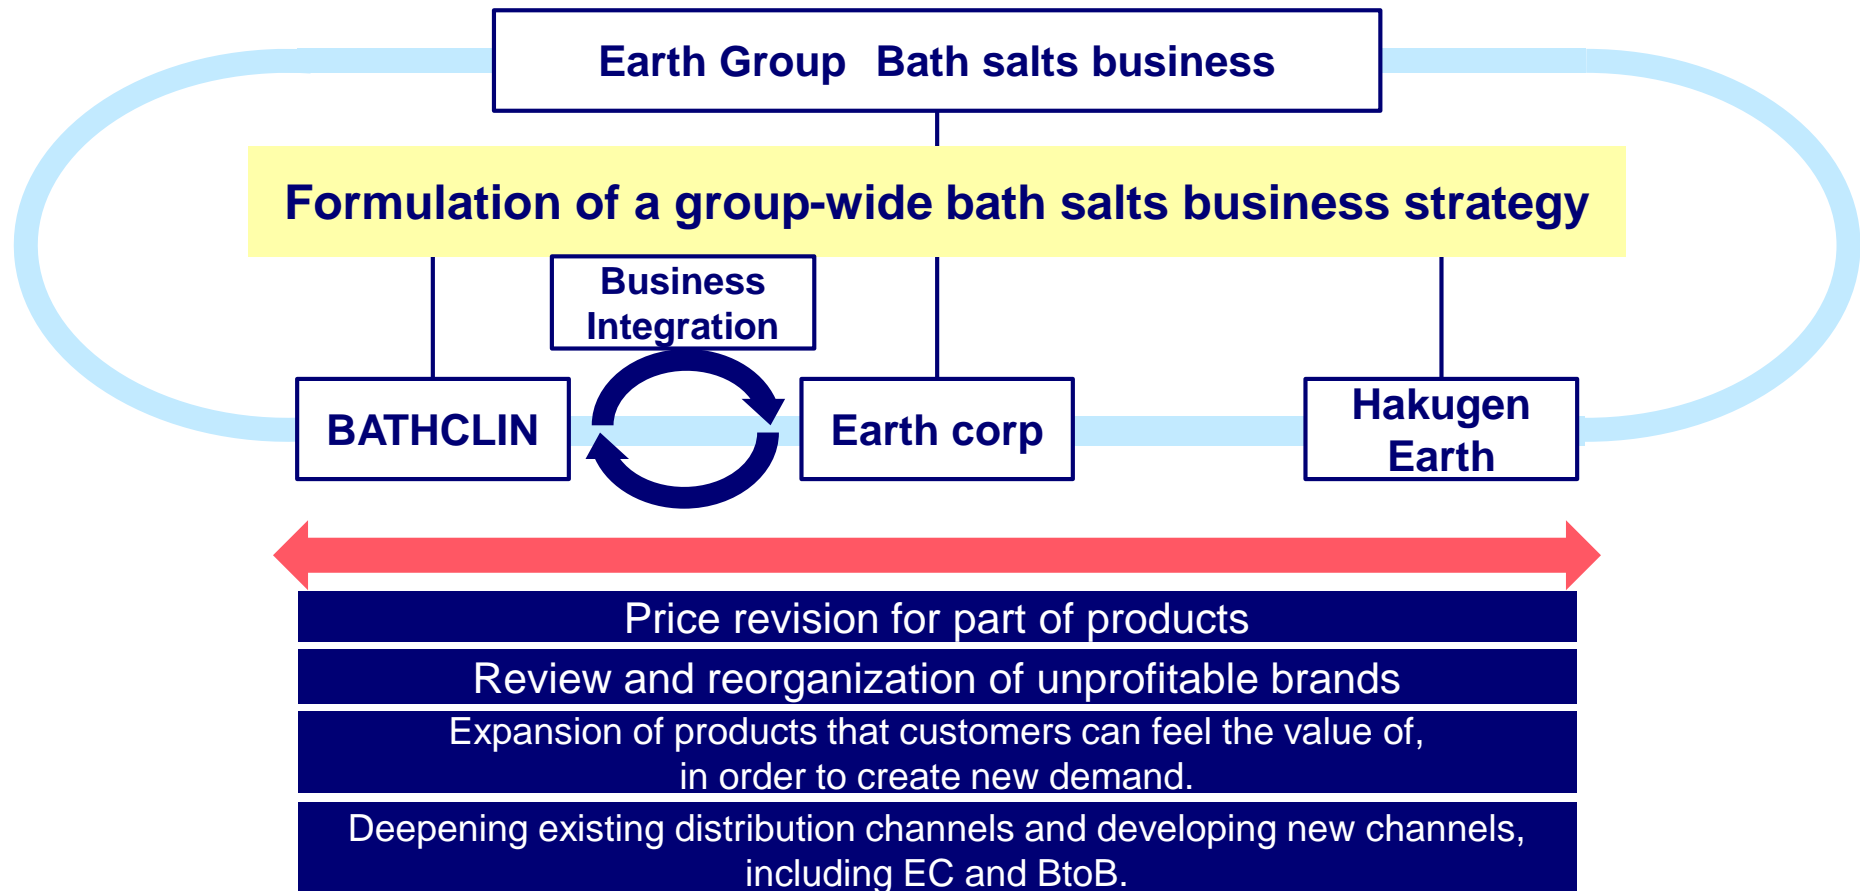 Earth Group Bath salts business
Formulation of a group-wide bath salts business strategy
Business
Integration
BATHCLIN
Earth corp
Hakugen
Earth
Price revision for part of products
Review and reorganization of unprofitable brands
Expansion of products that customers can feel the value of,
in order to create new demand.
Deepening existing distribution channels and developing new channels,
including EC and BtoB.